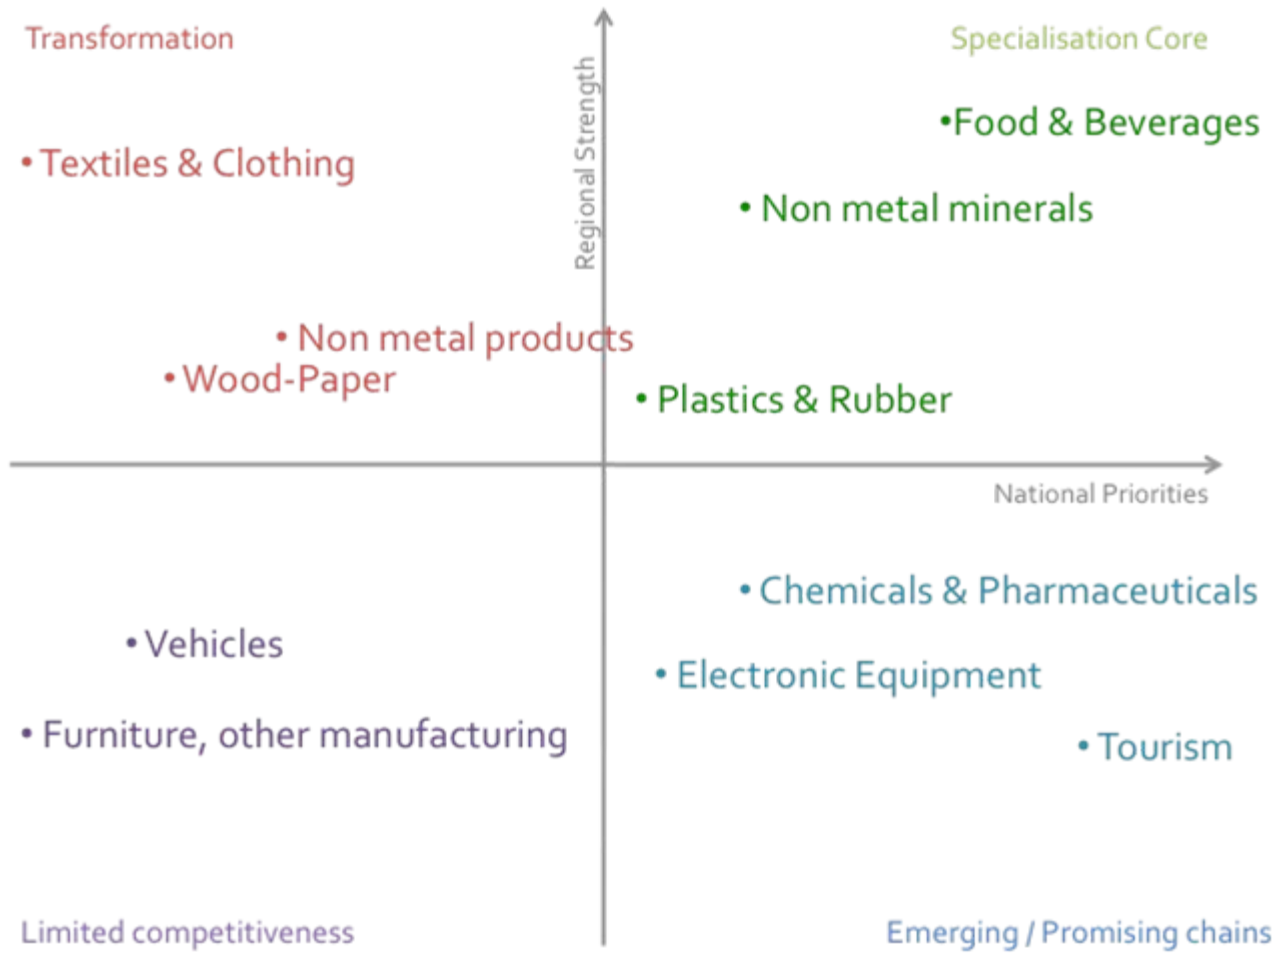 Transformation
Specialisation Core
Regional Strength
•Food & Beverages
• Textiles & Clothing
• Non metal minerals
• Non metal products
• Wood-Paper
• Plastics & Rubber
National Priorities
• Chemicals & Pharmaceuticals
• Vehicles
• Electronic Equipment
• Furniture, other manufacturing
• Tourism
Limited competitiveness
Emerging / Promising chains